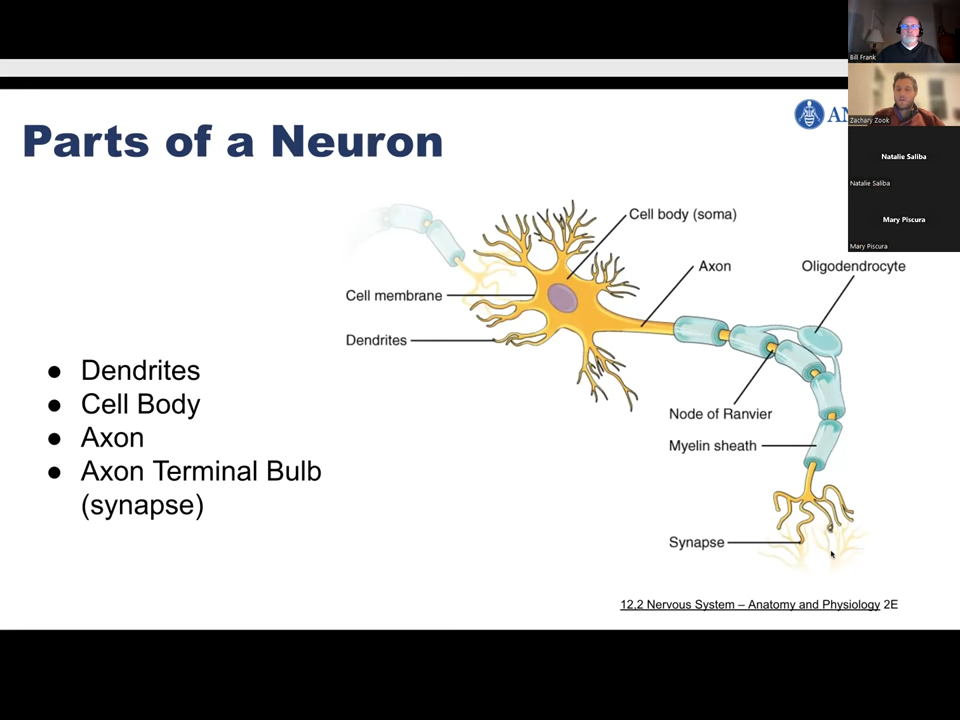 Bill Frank
Zachary Zook
Natalie Saliba
Natalie Saliba
Mary Piscura
Mary Piscura
Parts of a Neuron
Cell body (soma)
Axon
Oligodendrocyte
Cell membrane
Dendrites
Node of Ranvier
Myelin sheath
Synapse
● Dendrites
● Cell Body
● Axon
● Axon Terminal Bulb
(synapse)
12.2 Nervous System – Anatomy and Physiology 2E